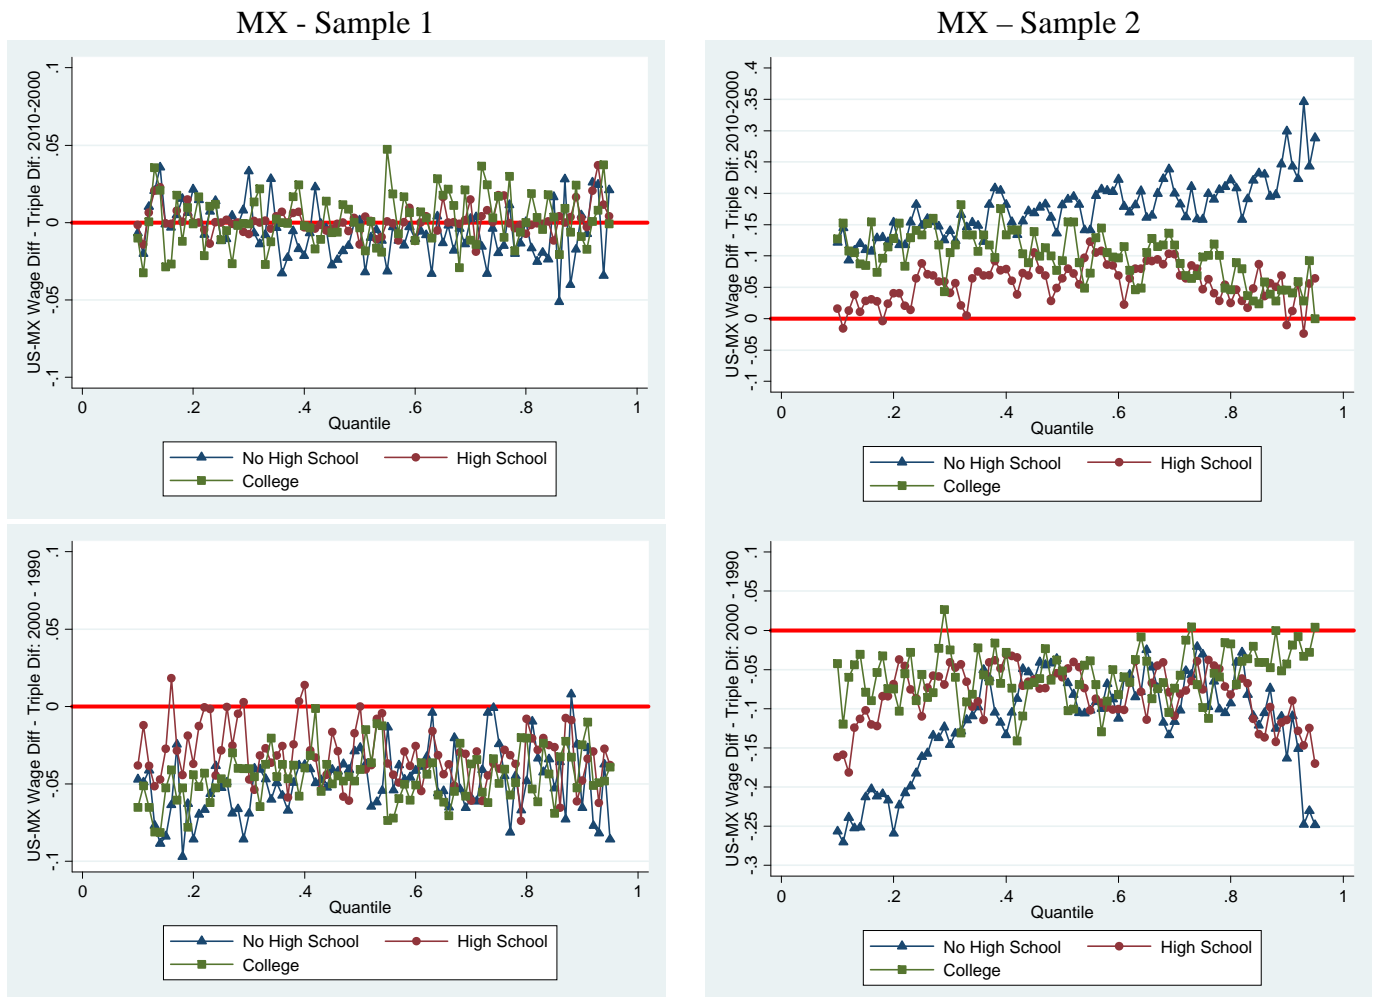 MX - Sample 1
MX – Sample 2
US-MX Wage Diff - Triple Dif: 2010-2000
.1
.05
0
-.05
-.1
0 .2 .4 .6 .8 1
Quantile
No High School High School
College
US-MX Wage Diff - Triple Dif: 2010-2000
.4
.35
.3
.25
.2
.15
.1
.05
0
-.05
-.1
0 .2 .4 .6 .8 1
Quantile
No High School High School
College
US-MX Wage Diff - Triple Dif: 2000 - 1990
.1
.05
0
-.05
-.1
0 .2 .4 .6 .8 1
Quantile
No High School High School
College
US-MX Wage Diff - Triple Dif: 2000 - 1990
.1
.05
0
-.05
-.1
-.15
-.2
-.25
-.3
0 .2 .4 .6 .8 1
Quantile
No High School High School
College